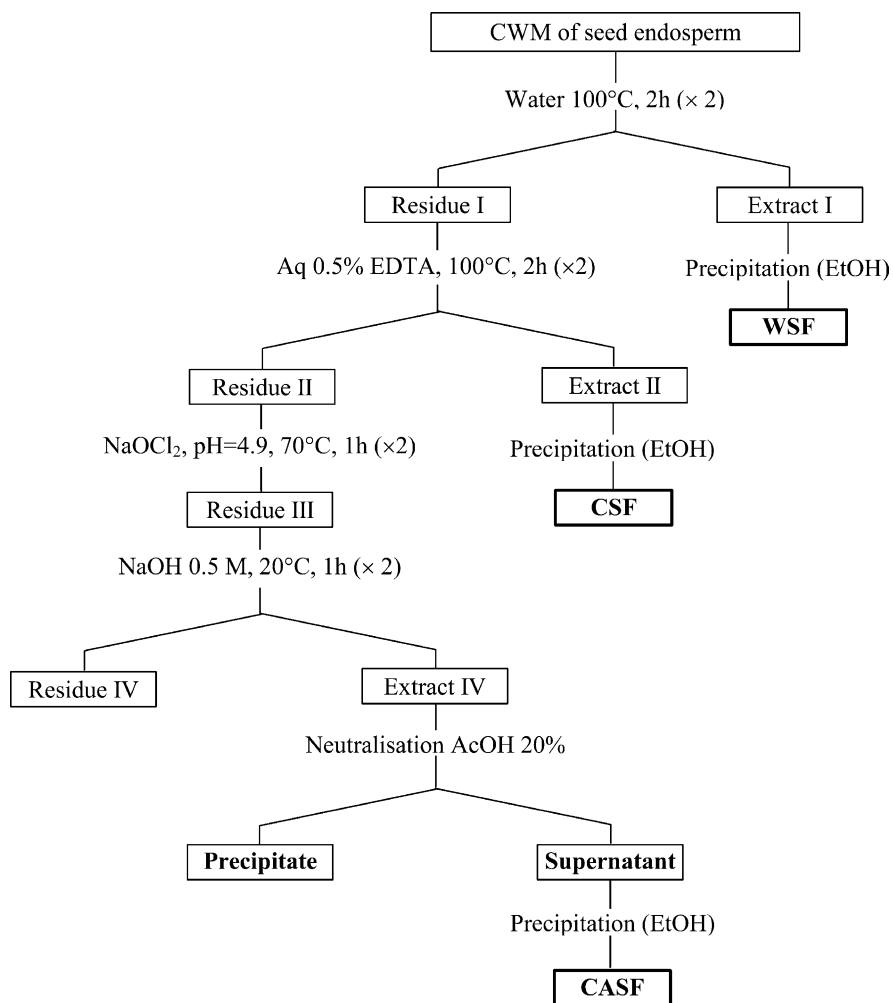 CWM of seed endosperm
Water 100°C, 2h (× 2)
Residue I
Extract I
Aq 0.5% EDTA, 100°C, 2h (×2)
Precipitation (EtOH)
WSF
Residue II
Extract II
NaOCl₂, pH=4.9, 70°C, 1h (×2)
Precipitation (EtOH)
Residue III
CSF
NaOH 0.5 M, 20°C, 1h (× 2)
Residue IV
Extract IV
Neutralisation AcOH 20%
Precipitate
Supernatant
Precipitation (EtOH)
CASF